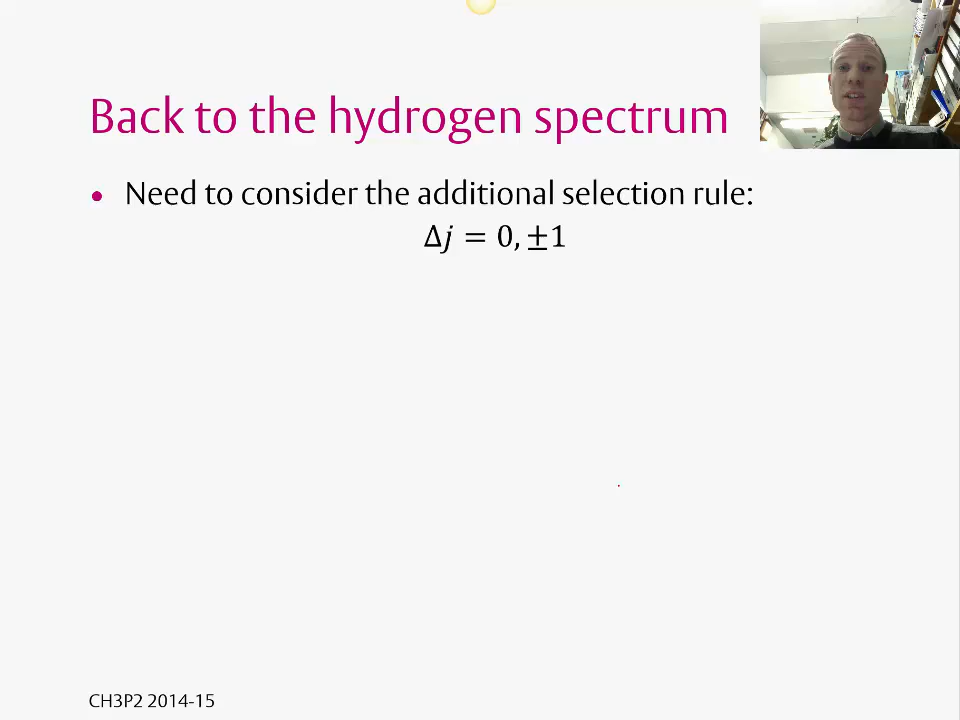 Back to the hydrogen spectrum
• Need to consider the additional selection rule:
Δj = 0, ±1
CH3P2 2014-15